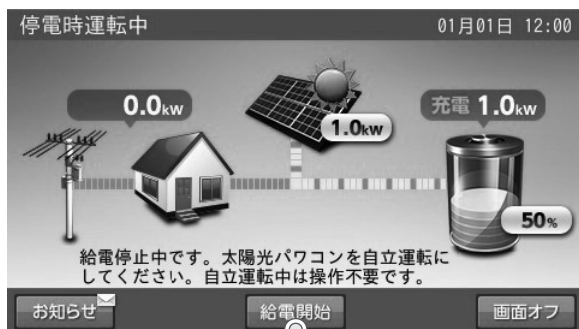 停電時運転中
01月01日 12:00
0.0kw
1.0kw
充電 1.0kw
50%
給電停止中です。太陽光パワコンを自立運転に
してください。自立運転中は操作不要です。
お知らせ
給電開始
画面オフ